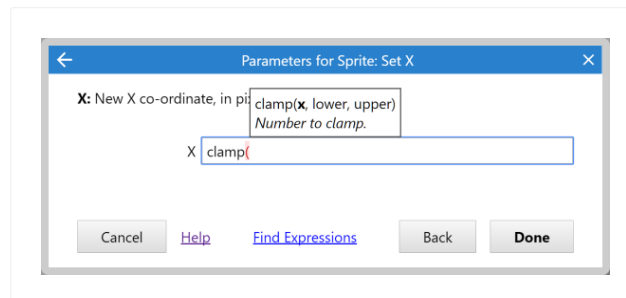 Parameters for Sprite: Set X
X: New X co-ordinate, in
clamp(x, lower, upper)
Number to clamp.
X clamp(
Cancel Help Find Expressions Back Done